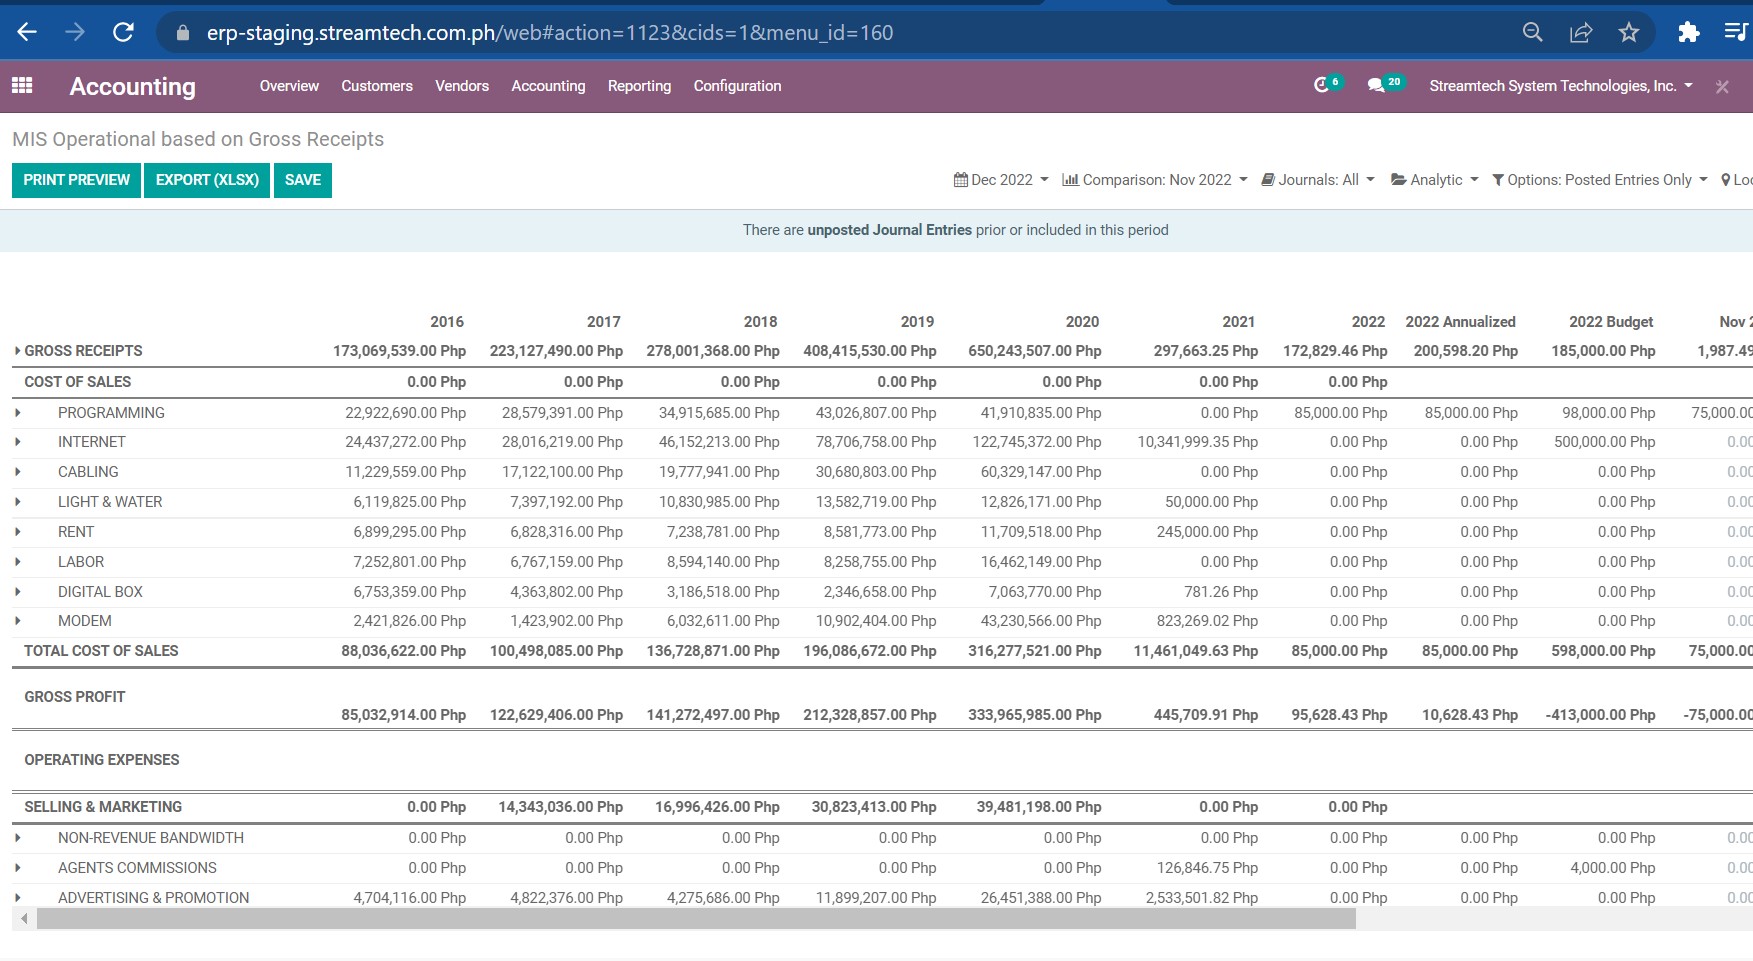 erp-staging.streamtech.com.ph/web#action=1123&cids=1&menu_id=160
Accounting Overview Customers Vendors Accounting Reporting Configuration 6 20 Streamtech System Technologies, Inc.
MIS Operational based on Gross Receipts
PRINT PREVIEW EXPORT (XLSX) SAVE Dec 2022 Comparison: Nov 2022 Journals: All Analytic Options: Posted Entries Only Loc
There are unposted Journal Entries prior or included in this period
2016 2017 2018 2019 2020 2021 2022 2022 Annualized 2022 Budget Nov 2
GROSS RECEIPTS 173,069,539.00 Php 223,127,490.00 Php 278,001,368.00 Php 408,415,530.00 Php 650,243,507.00 Php 297,663.25 Php 172,829.46 Php 200,598.20 Php 185,000.00 Php 1,987.49
COST OF SALES 0.00 Php 0.00 Php 0.00 Php 0.00 Php 0.00 Php 0.00 Php 0.00 Php
PROGRAMMING 22,922,690.00 Php 28,579,391.00 Php 34,915,685.00 Php 43,026,807.00 Php 41,910,835.00 Php 0.00 Php 85,000.00 Php 85,000.00 Php 98,000.00 Php 75,000.00
INTERNET 24,437,272.00 Php 28,016,219.00 Php 46,152,213.00 Php 78,706,758.00 Php 122,745,372.00 Php 10,341,999.35 Php 0.00 Php 0.00 Php 500,000.00 Php 0.00
CABLING 11,229,559.00 Php 17,122,100.00 Php 19,777,941.00 Php 30,680,803.00 Php 60,329,147.00 Php 0.00 Php 0.00 Php 0.00 Php 0.00 Php 0.00
LIGHT & WATER 6,119,825.00 Php 7,397,192.00 Php 10,830,985.00 Php 13,582,719.00 Php 12,826,171.00 Php 50,000.00 Php 0.00 Php 0.00 Php 0.00 Php 0.00
RENT 6,899,295.00 Php 6,828,316.00 Php 7,238,781.00 Php 8,581,773.00 Php 11,709,518.00 Php 245,000.00 Php 0.00 Php 0.00 Php 0.00 Php 0.00
LABOR 7,252,801.00 Php 6,767,159.00 Php 8,594,140.00 Php 8,258,755.00 Php 16,462,149.00 Php 0.00 Php 0.00 Php 0.00 Php 0.00 Php 0.00
DIGITAL BOX 6,753,359.00 Php 4,363,802.00 Php 3,186,518.00 Php 2,346,658.00 Php 7,063,770.00 Php 781.26 Php 0.00 Php 0.00 Php 0.00 Php 0.00
MODEM 2,421,826.00 Php 1,423,902.00 Php 6,032,611.00 Php 10,902,404.00 Php 43,230,566.00 Php 823,269.02 Php 0.00 Php 0.00 Php 0.00 Php 0.00
TOTAL COST OF SALES 88,036,622.00 Php 100,498,085.00 Php 136,728,871.00 Php 196,086,672.00 Php 316,277,521.00 Php 11,461,049.63 Php 85,000.00 Php 85,000.00 Php 598,000.00 Php 75,000.00
GROSS PROFIT
85,032,914.00 Php 122,629,406.00 Php 141,272,497.00 Php 212,328,857.00 Php 333,965,985.00 Php 445,709.91 Php 95,628.43 Php 10,628.43 Php -413,000.00 Php -75,000.00
OPERATING EXPENSES
SELLING & MARKETING 0.00 Php 14,343,036.00 Php 16,996,426.00 Php 30,823,413.00 Php 39,481,198.00 Php 0.00 Php 0.00 Php
NON-REVENUE BANDWIDTH 0.00 Php 0.00 Php 0.00 Php 0.00 Php 0.00 Php 0.00 Php 0.00 Php 0.00 Php 0.00 Php 0.00
AGENTS COMMISSIONS 0.00 Php 0.00 Php 0.00 Php 0.00 Php 0.00 Php 126,846.75 Php 0.00 Php 0.00 Php 4,000.00 Php 0.00
ADVERTISING & PROMOTION 4,704,116.00 Php 4,822,376.00 Php 4,275,686.00 Php 11,899,207.00 Php 26,451,388.00 Php 2,533,501.82 Php 0.00 Php 0.00 Php 0.00 Php 0.00